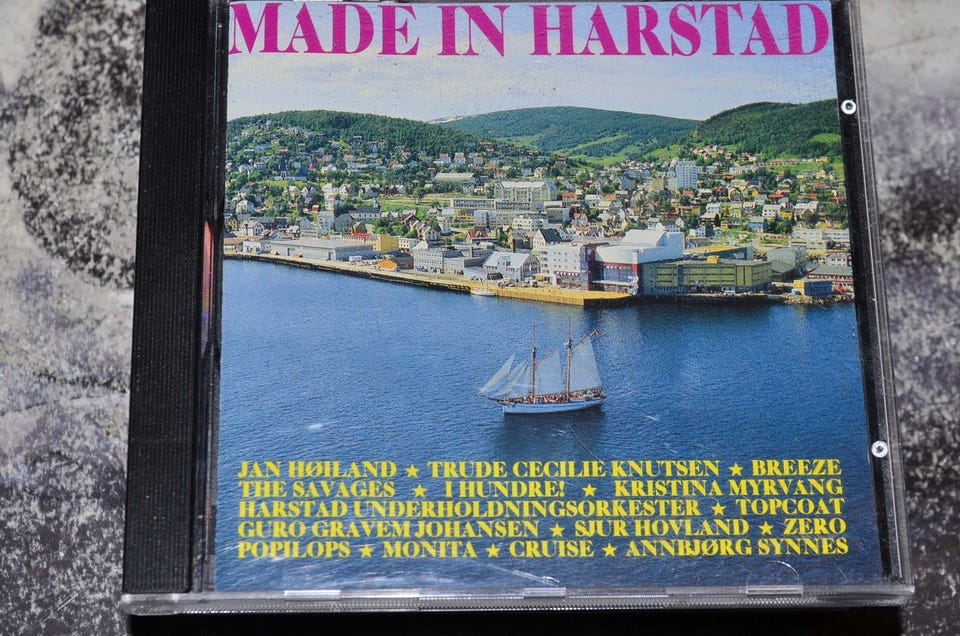 MADE IN HARSTAD
JAN HØILAND ★ TRUDE CECILIE KNUTSEN ★ BREEZE
THE SAVAGES ★ I HUNDRE! ★ KRISTINA MYRVANG
HARSTAD UNDERHOLDNINGSORKESTER ★ TOPCOAT
GURO GRAVEM JOHANSEN ★ SJUR HOVLAND ★ ZERO
POPILOPS ★ MONITA ★ CRUISE ★ ANNBJØRG SYNNES